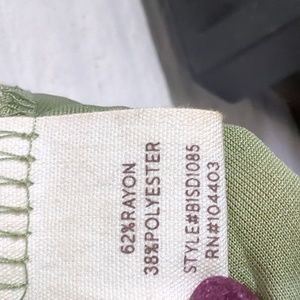 62%RAYON
38%POLYESTER
STYLE#BISD1085
RN#104403